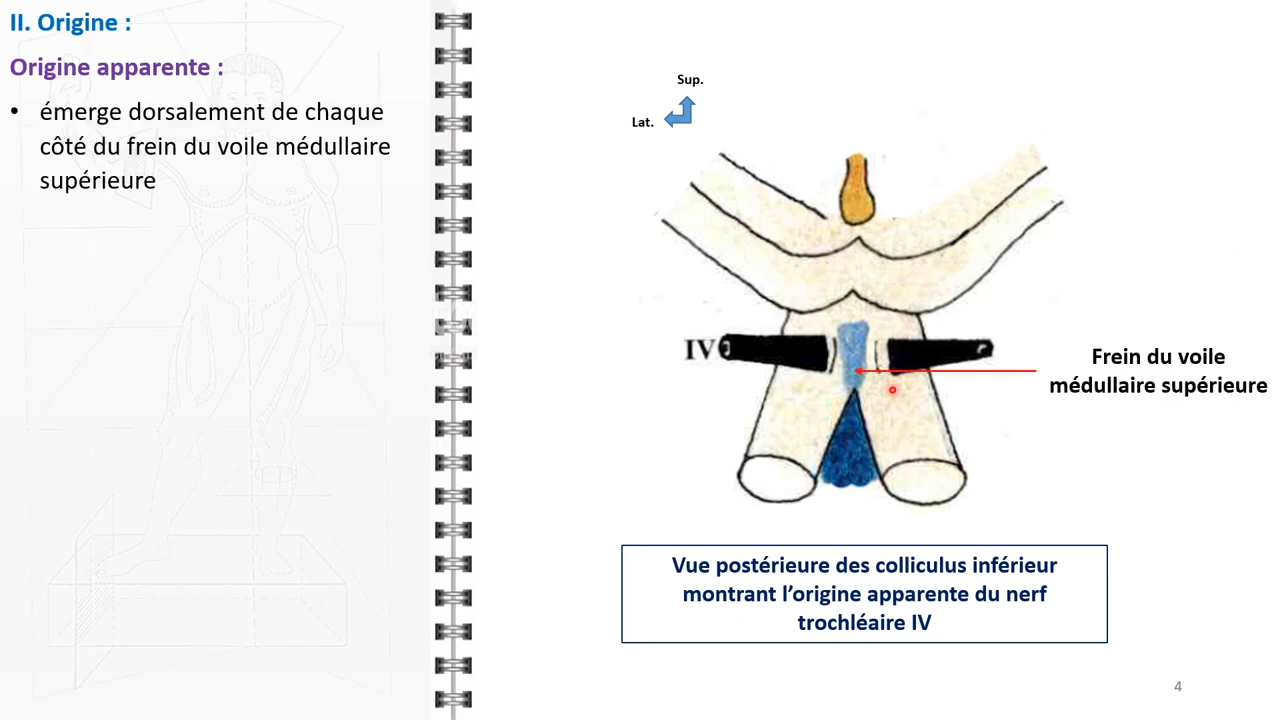 II. Origine :
Origine apparente :
• émerge dorsalement de chaque
côté du frein du voile médullaire
supérieure
Sup.
Lat.
IV
Frein du voile
médullaire supérieure
Vue postérieure des colliculus inférieur
montrant l’origine apparente du nerf
trochléaire IV
4